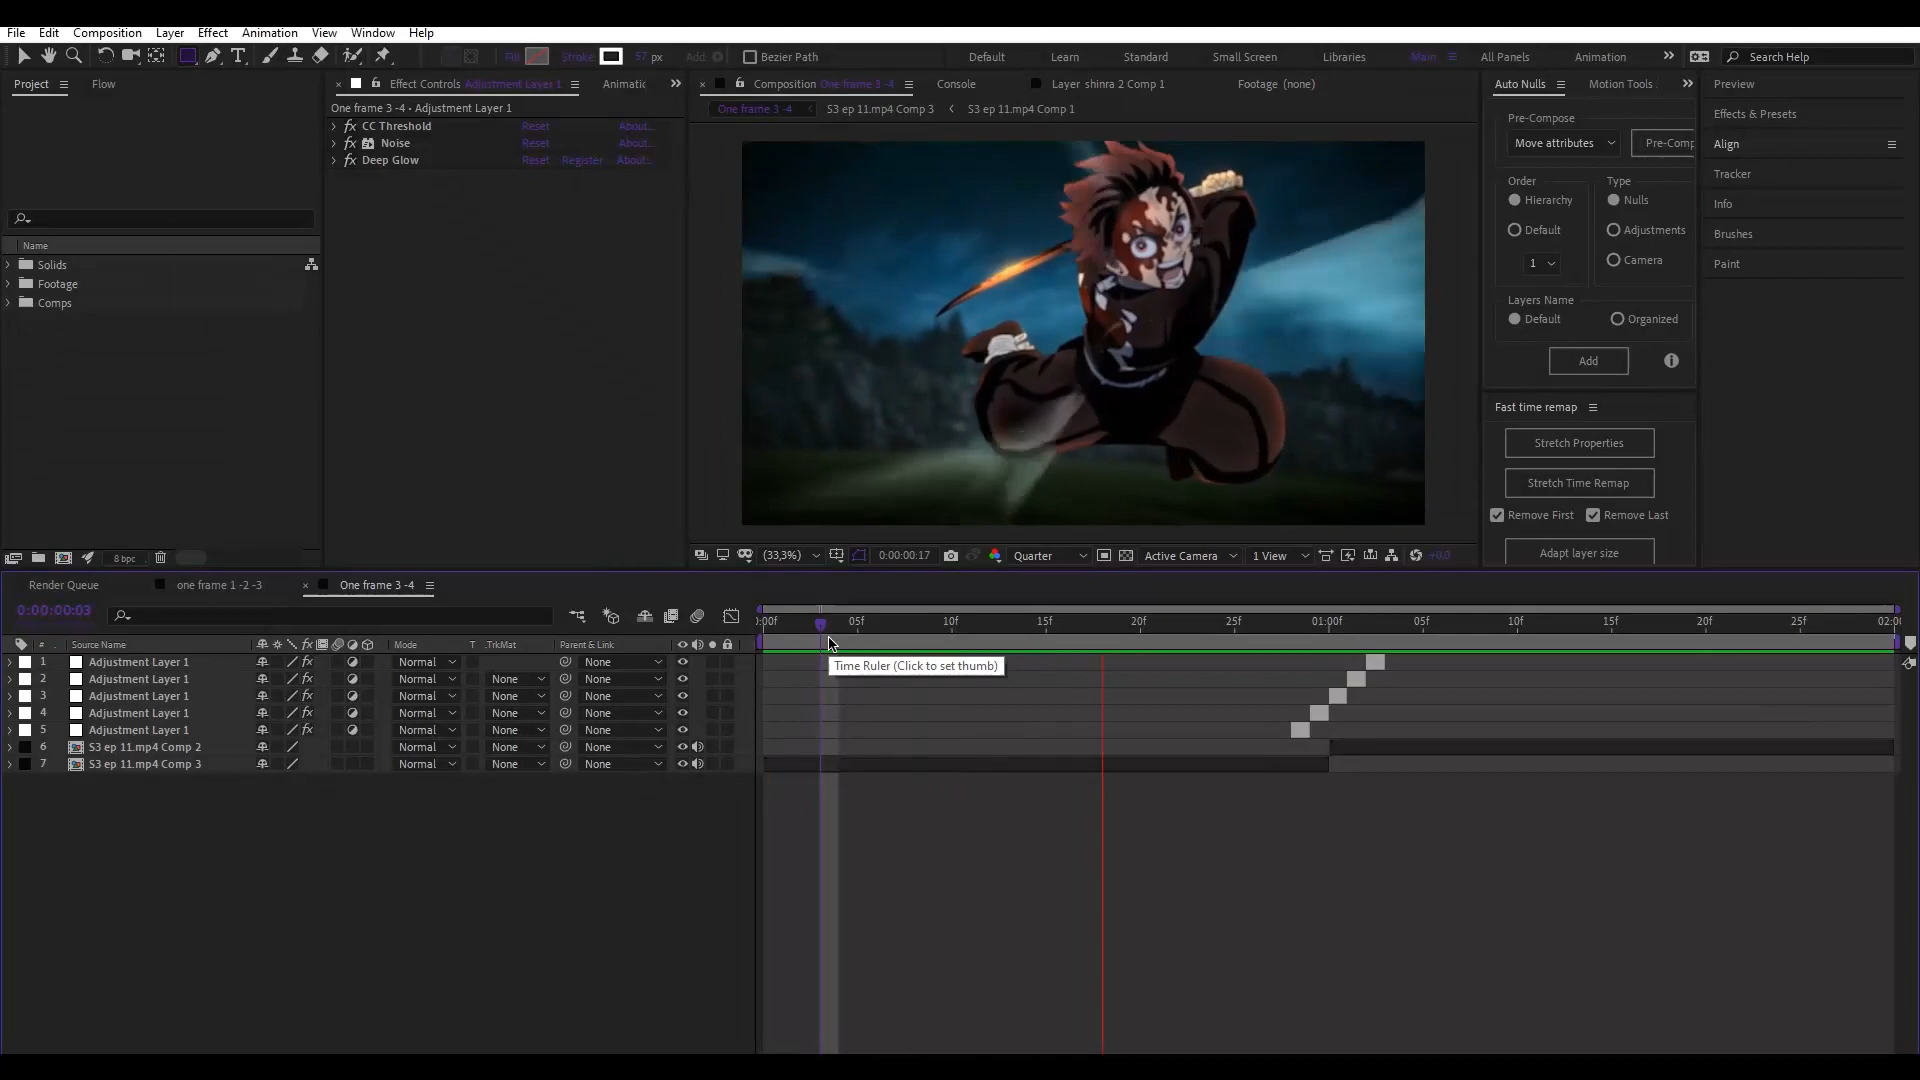 File Edit Composition Layer Effect Animation View Window Help
Fill Stroke 57 px Add: Bezier Path Default Learn Standard Small Screen Libraries Main All Panels Animation Search Help
Project Flow
Effect Controls Adjustment Layer 1 Animatic
Composition One frame 3 -4 Console Layer shinra 2 Comp 1 Footage (none)
Auto Nulls Motion Tools Preview
One frame 3 -4 • Adjustment Layer 1
One frame 3 -4 S3 ep 11.mp4 Comp 3 S3 ep 11.mp4 Comp 1
CC Threshold Reset About...
Noise Reset About...
Deep Glow Reset Register About...
Pre-Compose
Move attributes Pre-Comp
Order Type
Hierarchy Nulls
Default Adjustments
1 Camera
Layers Name
Default Organized
Add
Fast time remap
Stretch Properties
Stretch Time Remap
Remove First Remove Last
Adapt layer size
Effects & Presets
Align
Tracker
Info
Brushes
Paint
Name
Solids
Footage
Comps
8 bpc
(33,3%) 0:00:00:17 Quarter Active Camera 1 View +0,0
Render Queue one frame 1 -2 -3 One frame 3 -4
0:00:00:03
0:00f 05f 10f 15f 20f 25f 01:00f 05f 10f 15f 20f 25f 02:00
# Source Name Mode T .TrkMat Parent & Link
1 Adjustment Layer 1 Normal None
2 Adjustment Layer 1 Normal None None
3 Adjustment Layer 1 Normal None None
4 Adjustment Layer 1 Normal None None
5 Adjustment Layer 1 Normal None None
6 S3 ep 11.mp4 Comp 2 Normal None None
7 S3 ep 11.mp4 Comp 3 Normal None None
Time Ruler (Click to set thumb)